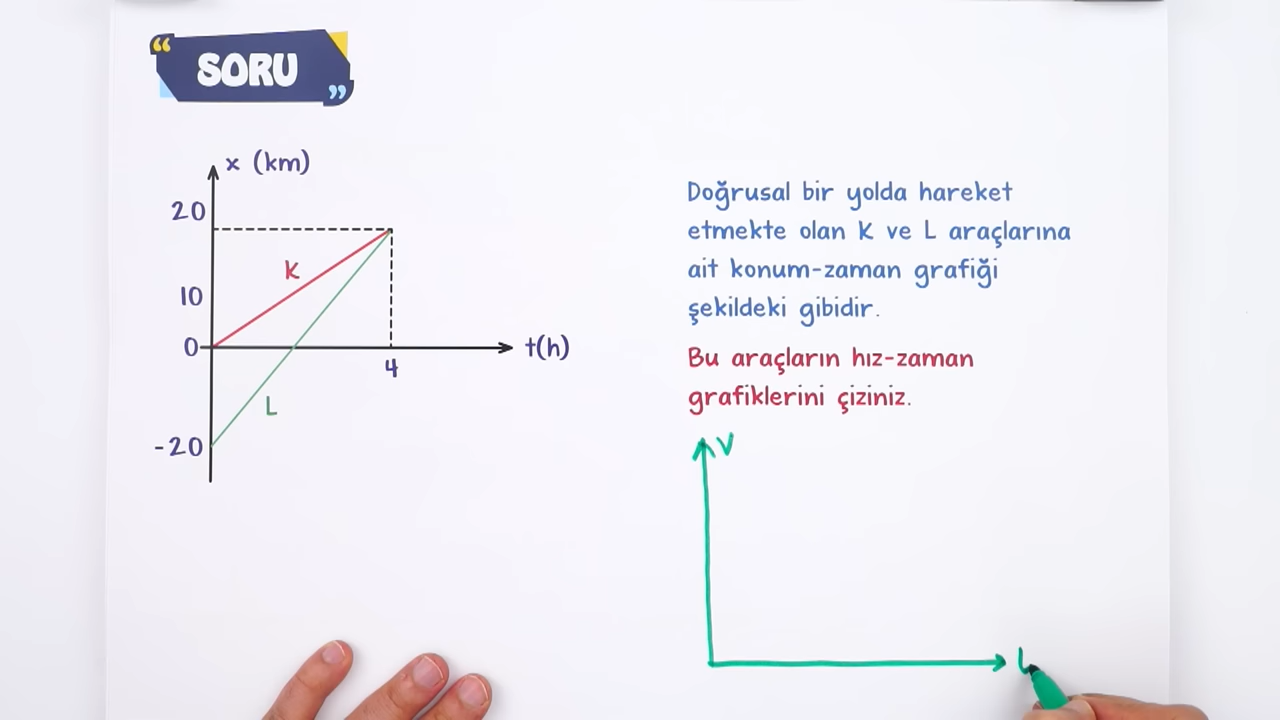 SORU
x (km)
20
K
10
0
t(h)
4
L
-20
Doğrusal bir yolda hareket
etmekte olan K ve L araçlarına
ait konum-zaman grafiği
şekildeki gibidir.
Bu araçların hız-zaman
grafiklerini çiziniz.
V